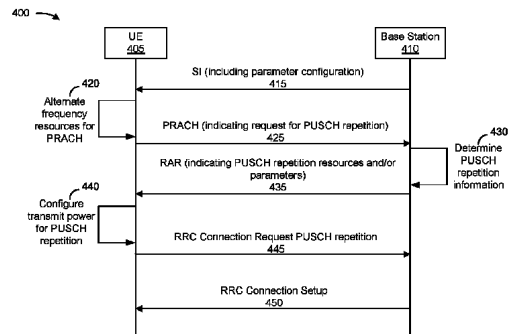 400
UE
405
Base Station
410
SI (including parameter configuration)
415
420
Alternate
frequency
resources for
PRACH
PRACH (indicating request for PUSCH repetition)
425
430
Determine
PUSCH
repetition
information
RAR (indicating PUSCH repetition resources and/or
parameters)
435
440
Configure
transmit power
for PUSCH
repetition
RRC Connection Request PUSCH repetition
445
RRC Connection Setup
450